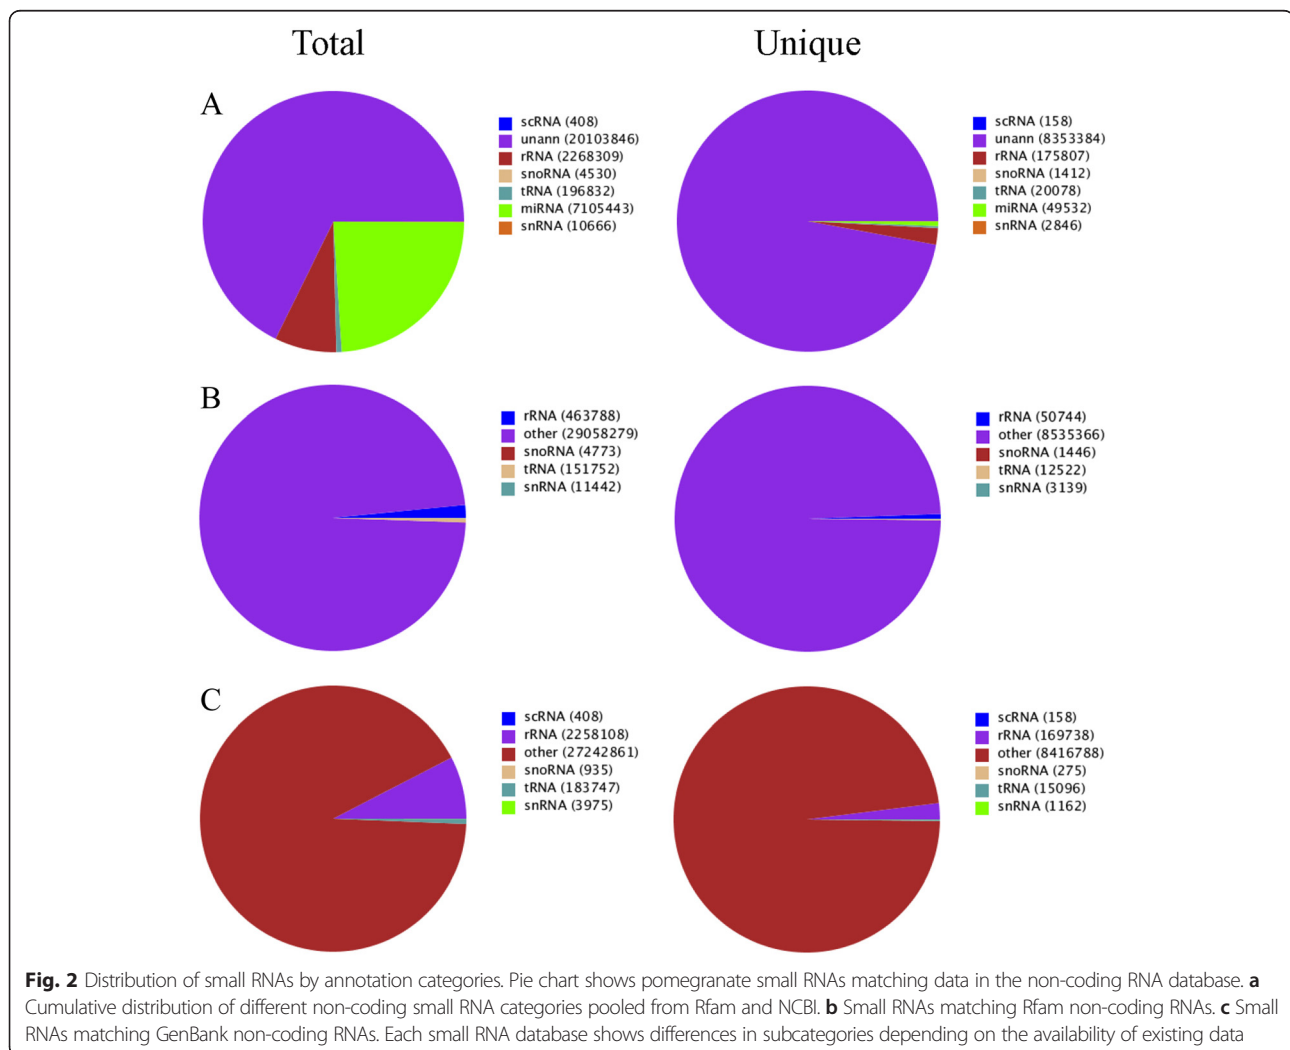 Total
Unique
A
scRNA (408)
unann (20103846)
rRNA (2268309)
snoRNA (4530)
tRNA (196832)
miRNA (7105443)
snRNA (10666)
scRNA (158)
unann (8353384)
rRNA (175807)
snoRNA (1412)
tRNA (20078)
miRNA (49532)
snRNA (2846)
B
rRNA (463788)
other (29058279)
snoRNA (4773)
tRNA (151752)
snRNA (11442)
rRNA (50744)
other (8535366)
snoRNA (1446)
tRNA (12522)
snRNA (3139)
C
scRNA (408)
rRNA (2258108)
other (27242861)
snoRNA (935)
tRNA (183747)
snRNA (3975)
scRNA (158)
rRNA (169738)
other (8416788)
snoRNA (275)
tRNA (15096)
snRNA (1162)
Fig. 2 Distribution of small RNAs by annotation categories. Pie chart shows pomegranate small RNAs matching data in the non-coding RNA database. a
Cumulative distribution of different non-coding small RNA categories pooled from Rfam and NCBI. b Small RNAs matching Rfam non-coding RNAs. c Small
RNAs matching GenBank non-coding RNAs. Each small RNA database shows differences in subcategories depending on the availability of existing data